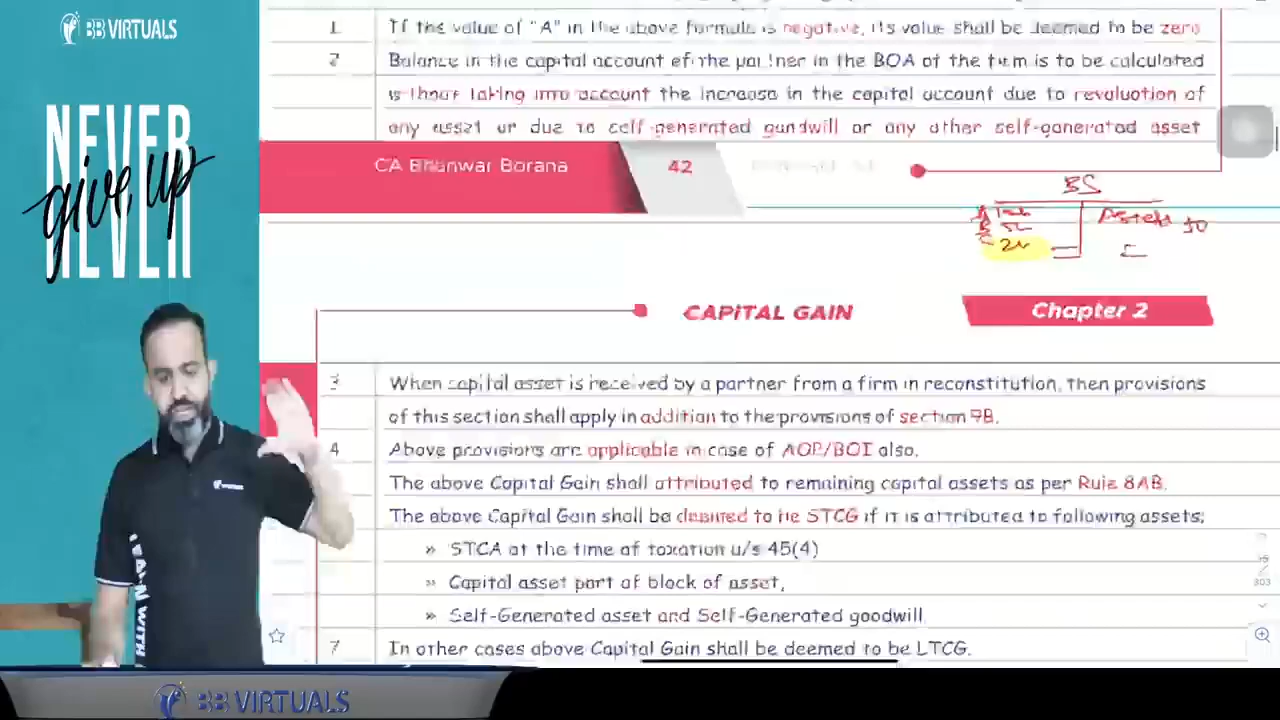 BB VIRTUALS
NEVER
give up
NEVER
1 If the value of "A" in the above formula is negative, its value shall be deemed to be zero
2 Balance in the capital account of the partner in the BOA of the firm is to be calculated
without taking into account the increase in the capital account due to revaluation of
any asset or due to self-generated goodwill or any other self-generated asset
CA Bhanwar Borana
42
BS
A
B
C
Assets 50
CAPITAL GAIN
Chapter 2
3 When capital asset is received by a partner from a firm in reconstitution, then provisions
of this section shall apply in addition to the provisions of section 9B.
4 Above provisions are applicable in case of AOP/BOI also.
The above Capital Gain shall attributed to remaining capital assets as per Rule 8AB.
The above Capital Gain shall be deemed to be STCG if it is attributed to following assets:
» STCA at the time of taxation u/s 45(4)
» Capital asset part of block of asset,
» Self-Generated asset and Self-Generated goodwill
7 In other cases above Capital Gain shall be deemed to be LTCG.
303
BB VIRTUALS